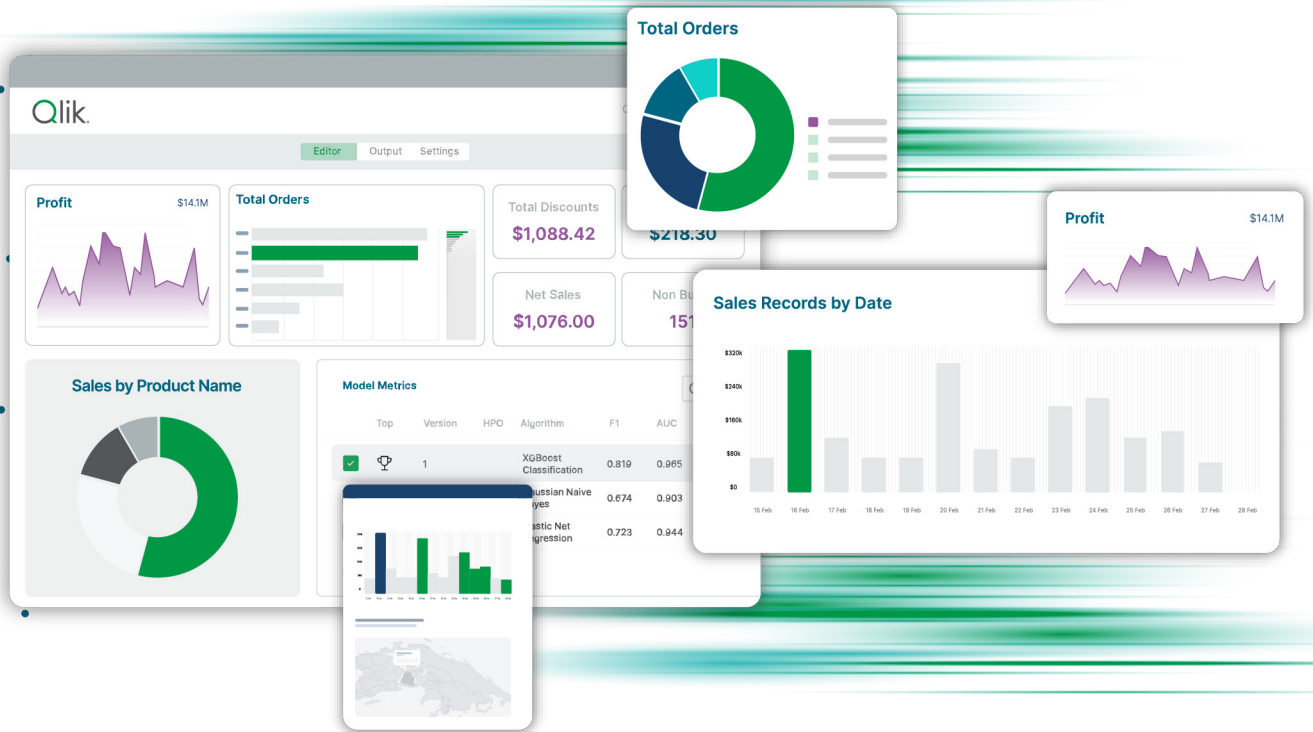 Total Orders
Qlik
Editor Output Settings
Profit $14.1M
Total Orders
Total Discounts
$1,088.42
$218.30
Net Sales
$1,076.00
Non Bu
151
Profit $14.1M
Sales Records by Date
$320k
$240k
$160k
$80k
$0
15 Feb 16 Feb 17 Feb 18 Feb 19 Feb 20 Feb 21 Feb 22 Feb 23 Feb 24 Feb 25 Feb 26 Feb 27 Feb 28 Feb
Sales by Product Name
Model Metrics
Top Version HPO Algorithm F1 AUC
1 XGBoost Classification 0.819 0.965
aussian Naive
yes
0.674 0.903
astic Net
egression
0.723 0.944